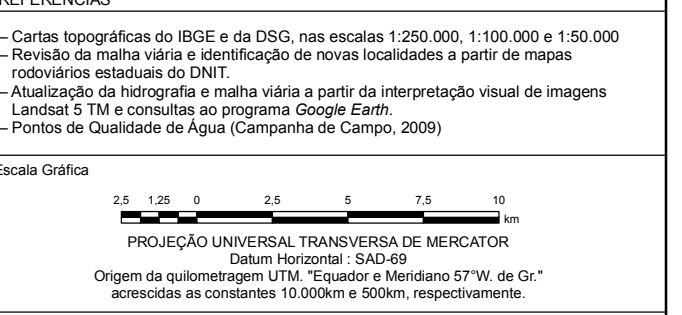 REFERÊNCIAS
– Cartas topográficas do IBGE e da DSG, nas escalas 1:250.000, 1:100.000 e 1:50.000
– Revisão da malha viária e identificação de novas localidades a partir de mapas
rodoviários estaduais do DNIT.
– Atualização da hidrografia e malha viária a partir da interpretação visual de imagens
Landsat 5 TM e consultas ao programa Google Earth.
– Pontos de Qualidade de Água (Campanha de Campo, 2009)
Escala Gráfica
2,5 1,25 0 2,5 5 7,5 10
km
PROJEÇÃO UNIVERSAL TRANSVERSA DE MERCATOR
Datum Horizontal : SAD-69
Origem da quilometragem UTM. "Equador e Meridiano 57°W. de Gr."
acrescidas as constantes 10.000km e 500km, respectivamente.